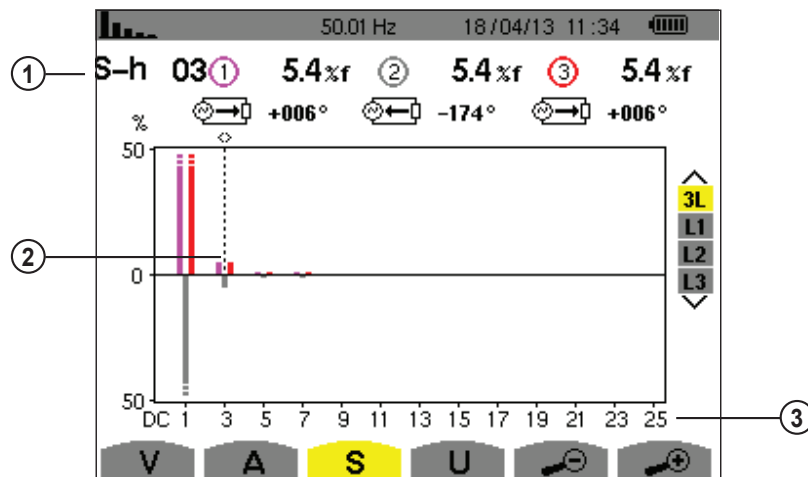 50.01 Hz 18/04/13 11:34
1 S-h 03 1 5.4 %f 2 5.4 %f 3 5.4 %f
+006° -174° +006°
%
50
3L
L1
L2
L3
2
0
50
DC 1 3 5 7 9 11 13 15 17 19 21 23 25
3
V A S U